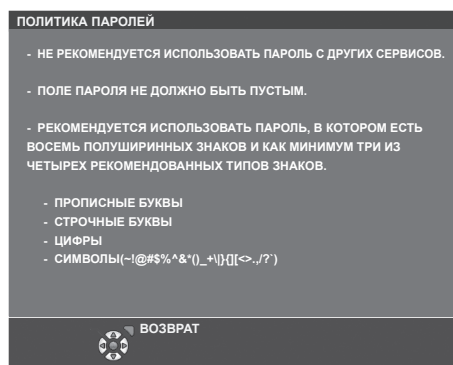 ПОЛИТИКА ПАРОЛЕЙ
- НЕ РЕКОМЕНДУЕТСЯ ИСПОЛЬЗОВАТЬ ПАРОЛЬ С ДРУГИХ СЕРВИСОВ.
- ПОЛЕ ПАРОЛЯ НЕ ДОЛЖНО БЫТЬ ПУСТЫМ.
- РЕКОМЕНДУЕТСЯ ИСПОЛЬЗОВАТЬ ПАРОЛЬ, В КОТОРОМ ЕСТЬ
ВОСЕМЬ ПОЛУШИРИННЫХ ЗНАКОВ И КАК МИНИМУМ ТРИ ИЗ
ЧЕТЫРЕХ РЕКОМЕНДОВАННЫХ ТИПОВ ЗНАКОВ.
- ПРОПИСНЫЕ БУКВЫ
- СТРОЧНЫЕ БУКВЫ
- ЦИФРЫ
- СИМВОЛЫ(~!@#$%^&*()_+\|}{][<>.,/?`)
ВОЗВРАТ